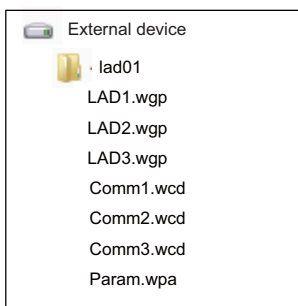 External device
lad01
LAD1.wgp
LAD2.wgp
LAD3.wgp
Comm1.wcd
Comm2.wcd
Comm3.wcd
Param.wpa